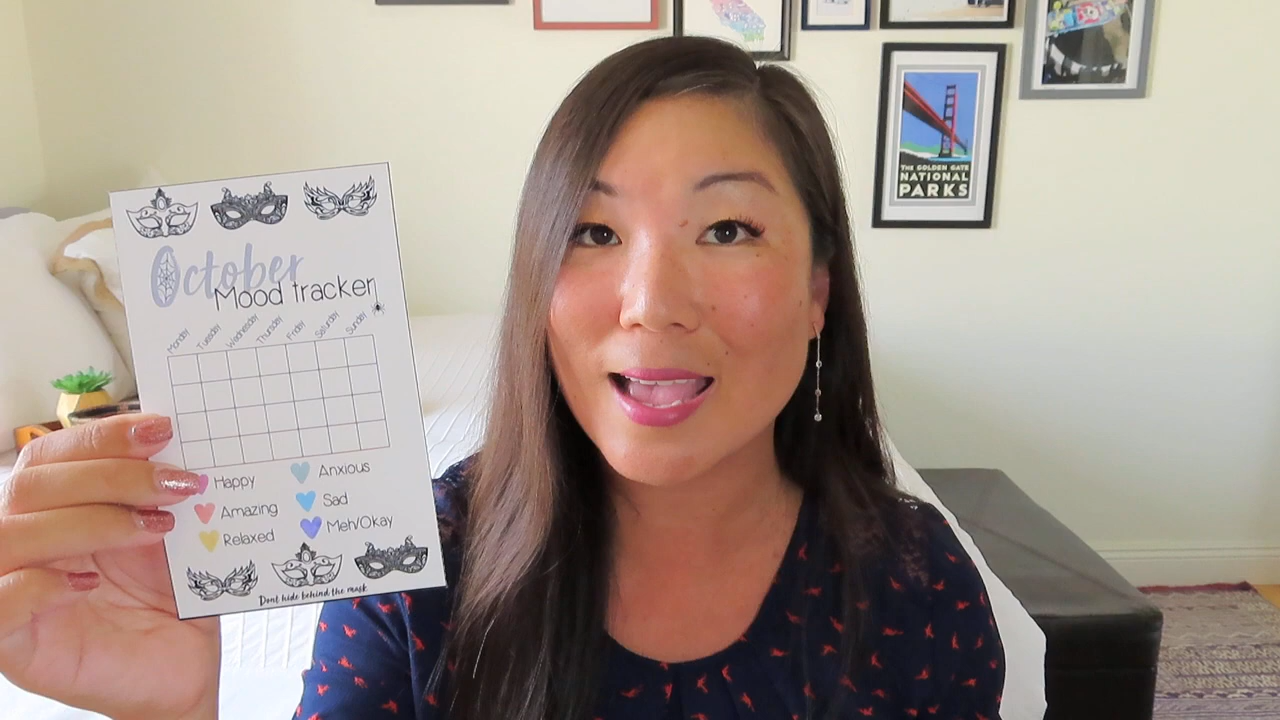 October
Mood tracker
Monday Tuesday Wednesday Thursday Friday Saturday Sunday
Happy
Amazing
Relaxed
Anxious
Sad
Meh/Okay
Dont hide behind the mask
THE GOLDEN GATE
NATIONAL
PARKS